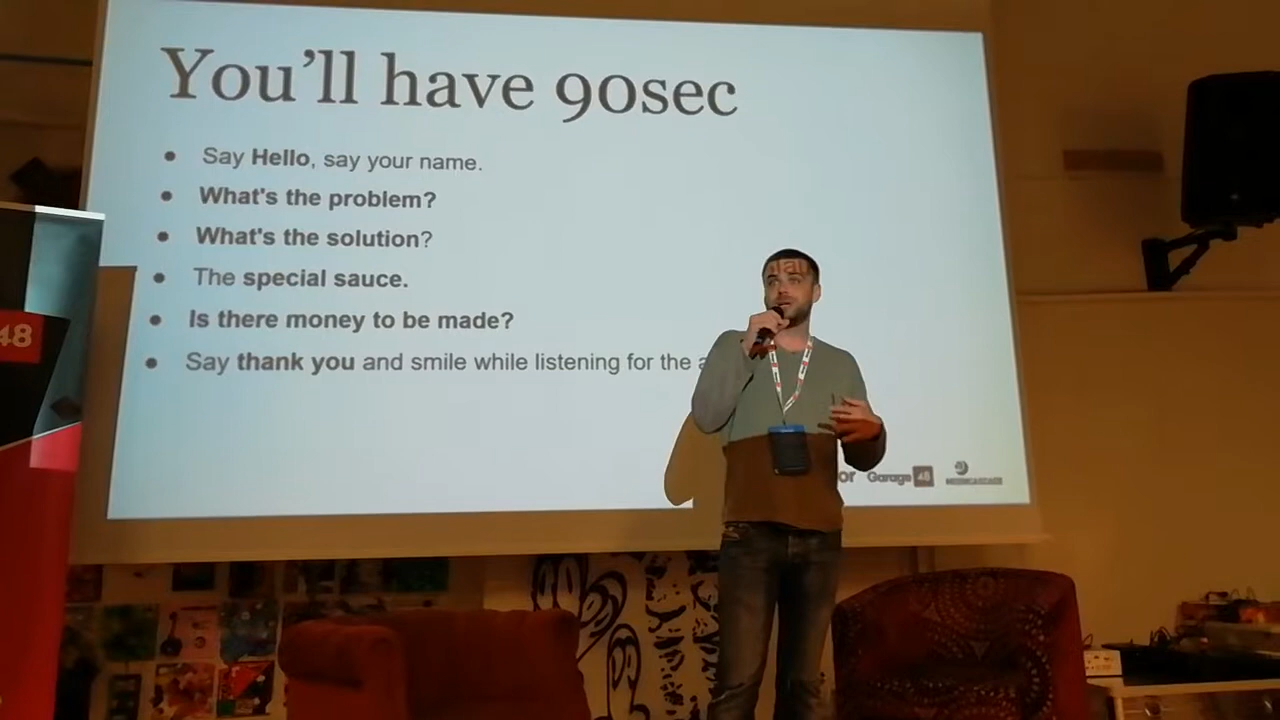 You'll have 90sec
● Say Hello, say your name.
● What's the problem?
● What's the solution?
● The special sauce.
● Is there money to be made?
● Say thank you and smile while listening for the a
48
or Garage 48